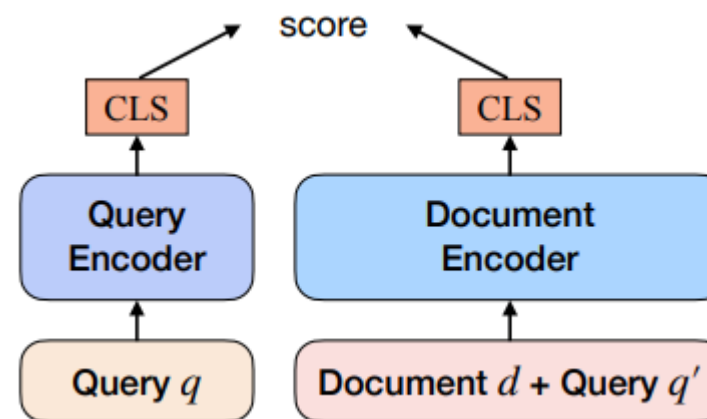 score
CLS
CLS
Query
Encoder
Document
Encoder
Query q
Document d + Query q′